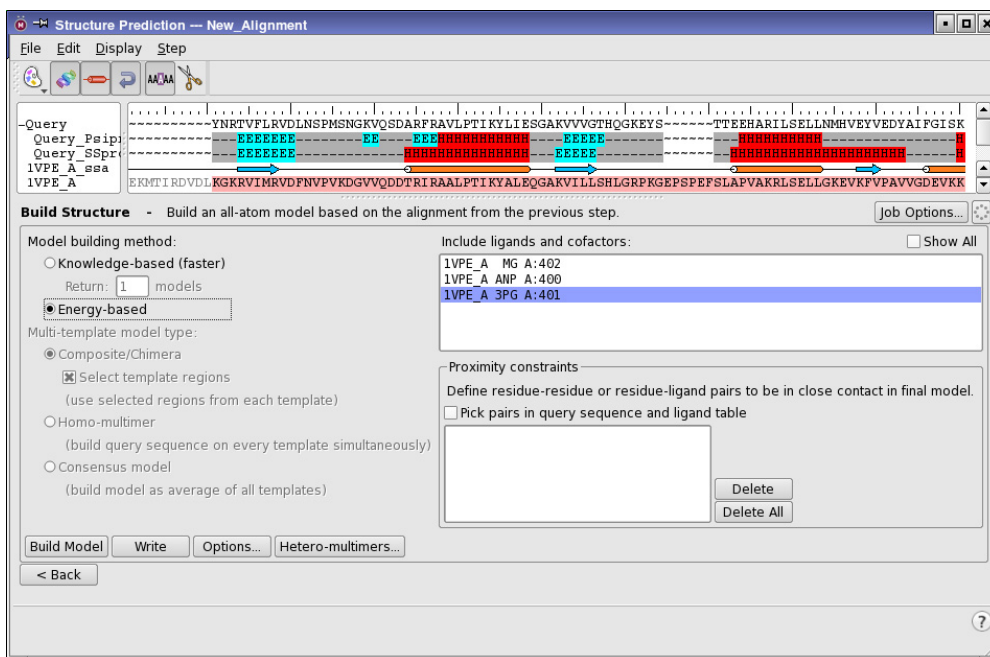 Structure Prediction --- New_Alignment
File Edit Display Step
-Query ~~~~~~~~~~YNRTVFLRVDLNSPMSNGKVQSDARFRAVLPTIKYLIESGAKVVVGTHQGKEYS~~~~~~TTEEHARILSELLNMHVEYVEDYAIFGISK
Query_Psipi
Query_SSpr
1VPE_A_ssa
1VPE_A EKMTIRDVDLKGKRVIMRVDFNVPVKDGVVQDDTRIRAALPTIKYALEQGAKVILLSHLGRPKGEPSPEFSLAPVAKRLSELLGKEVKFVPAVVGDEVKK
Build Structure - Build an all-atom model based on the alignment from the previous step.
Job Options...
Model building method:
Include ligands and cofactors:
Show All
Knowledge-based (faster)
1VPE_A MG A:402
Return: 1 models
1VPE_A ANP A:400
Energy-based
1VPE_A 3PG A:401
Multi-template model type:
Composite/Chimera
Select template regions
(use selected regions from each template)
Homo-multimer
(build query sequence on every template simultaneously)
Consensus model
(build model as average of all templates)
Proximity constraints
Define residue-residue or residue-ligand pairs to be in close contact in final model.
Pick pairs in query sequence and ligand table
Delete
Delete All
Build Model Write Options... Hetero-multimers...
< Back
?